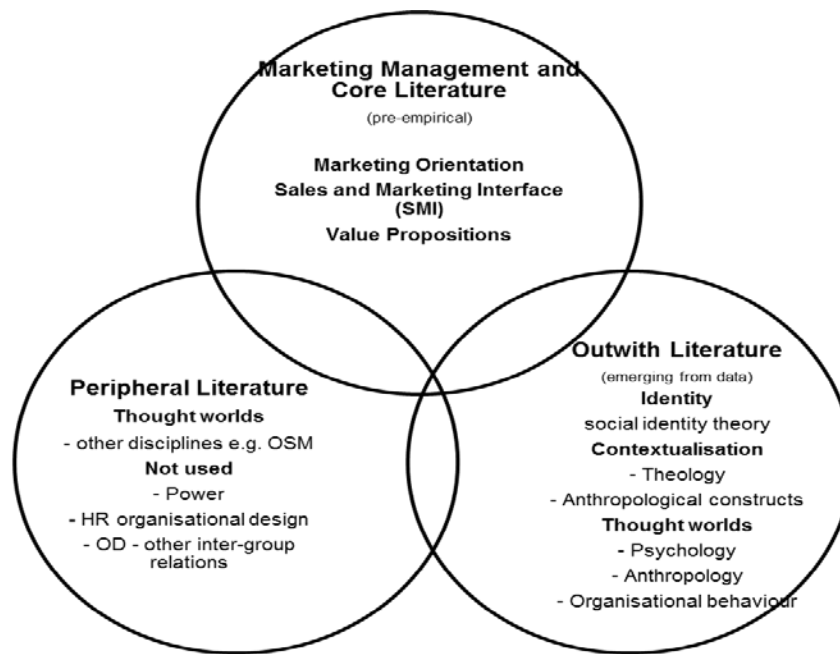 Marketing Management and
Core Literature
(pre-empirical)
Marketing Orientation
Sales and Marketing Interface
(SMI)
Value Propositions
Peripheral Literature
Thought worlds
- other disciplines e.g. OSM
Not used
- Power
- HR organisational design
- OD - other inter-group
relations
Outwith Literature
(emerging from data)
Identity
social identity theory
Contextualisation
- Theology
- Anthropological constructs
Thought worlds
- Psychology
- Anthropology
- Organisational behaviour